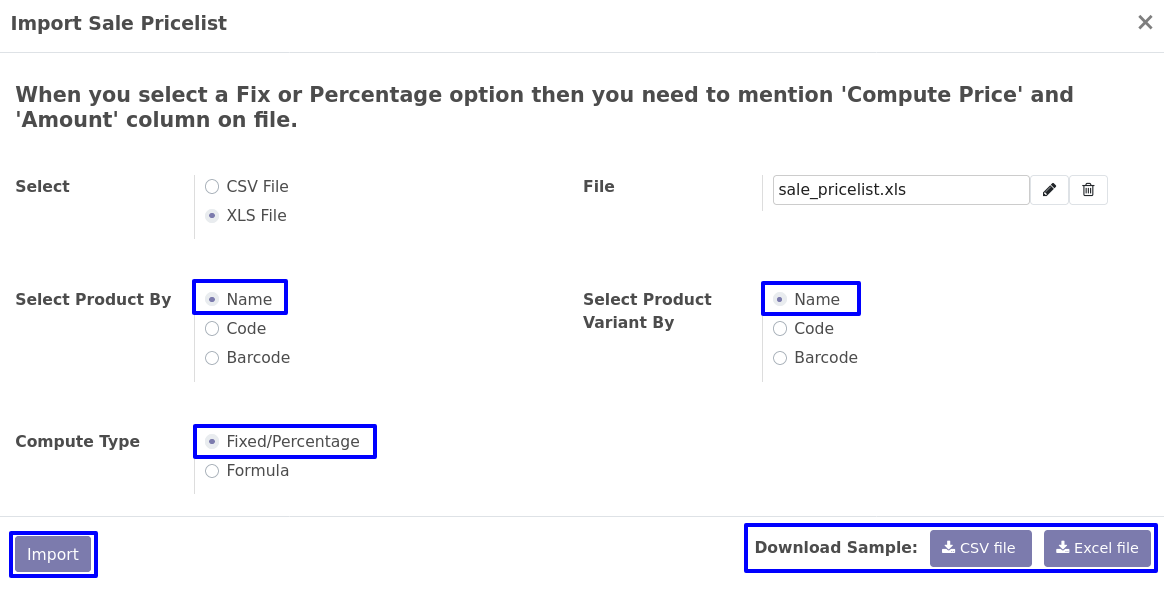 Import Sale Pricelist
When you select a Fix or Percentage option then you need to mention 'Compute Price' and
'Amount' column on file.
Select
CSV File
XLS File
File
sale_pricelist.xls
Select Product By
Name
Code
Barcode
Select Product
Variant By
Name
Code
Barcode
Compute Type
Fixed/Percentage
Formula
Import
Download Sample:
CSV file
Excel file